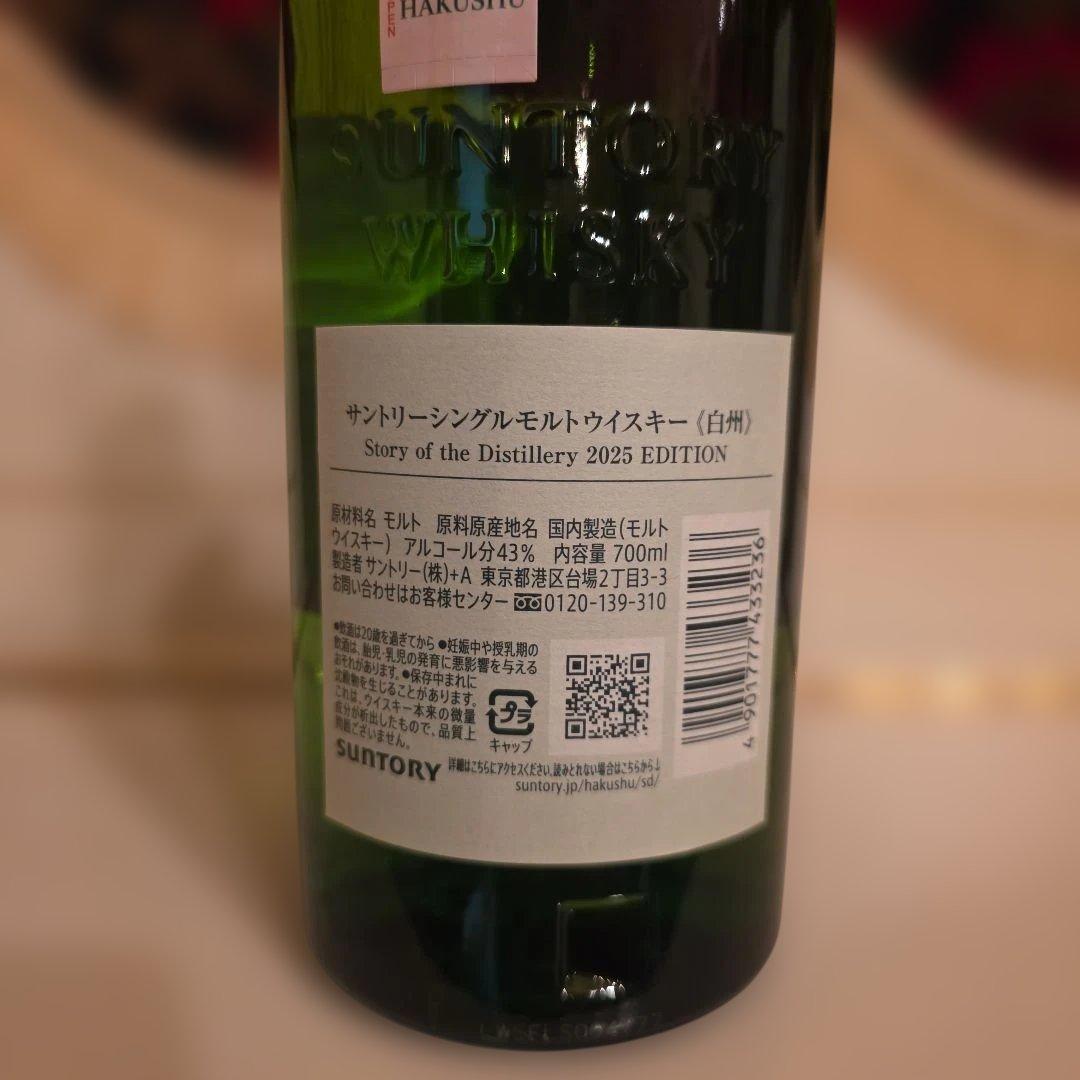 OPEN
HAKUSHU
SUNTORY
WHISKY
サントリーシングルモルトウイスキー《白州》
Story of the Distillery 2025 EDITION
原材料名 モルト 原料原産地名 国内製造(モルト
ウイスキー) アルコール分43% 内容量 700ml
製造者 サントリー(株)+A 東京都港区台場2丁目3-3
お問い合わせはお客様センター 0120-139-310
●飲酒は20歳を過ぎてから ●妊娠中や授乳期の
飲酒は、胎児・乳児の発育に悪影響を与える
おそれがあります。●保存中まれに
沈殿物を生じることがあります。
これは、ウイスキー本来の微量
成分が析出したもので、品質上
問題ございません。
プラ
キャップ
SUNTORY
詳細はこちらにアクセスください。読みとれない場合はこちらから↓
suntory.jp/hakushu/sd/
4 901777 433236